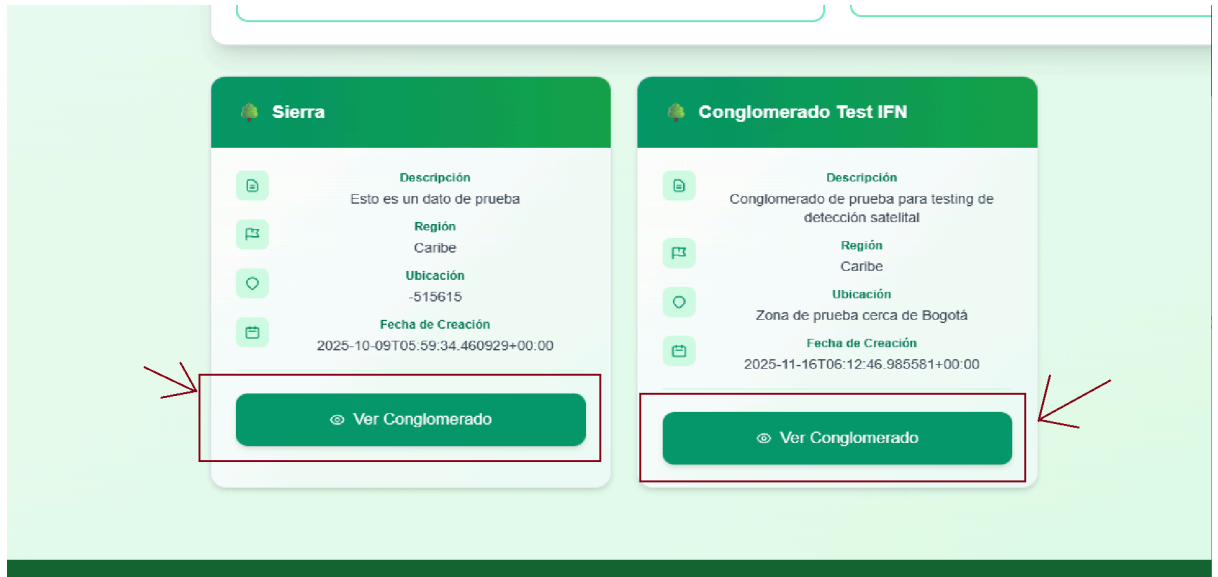 Sierra
Descripción
Esto es un dato de prueba
Región
Caribe
Ubicación
-515615
Fecha de Creación
2025-10-09T05:59:34.460929+00:00
Ver Conglomerado
Conglomerado Test IFN
Descripción
Conglomerado de prueba para testing de
detección satelital
Región
Caribe
Ubicación
Zona de prueba cerca de Bogotá
Fecha de Creación
2025-11-16T06:12:46.985581+00:00
Ver Conglomerado